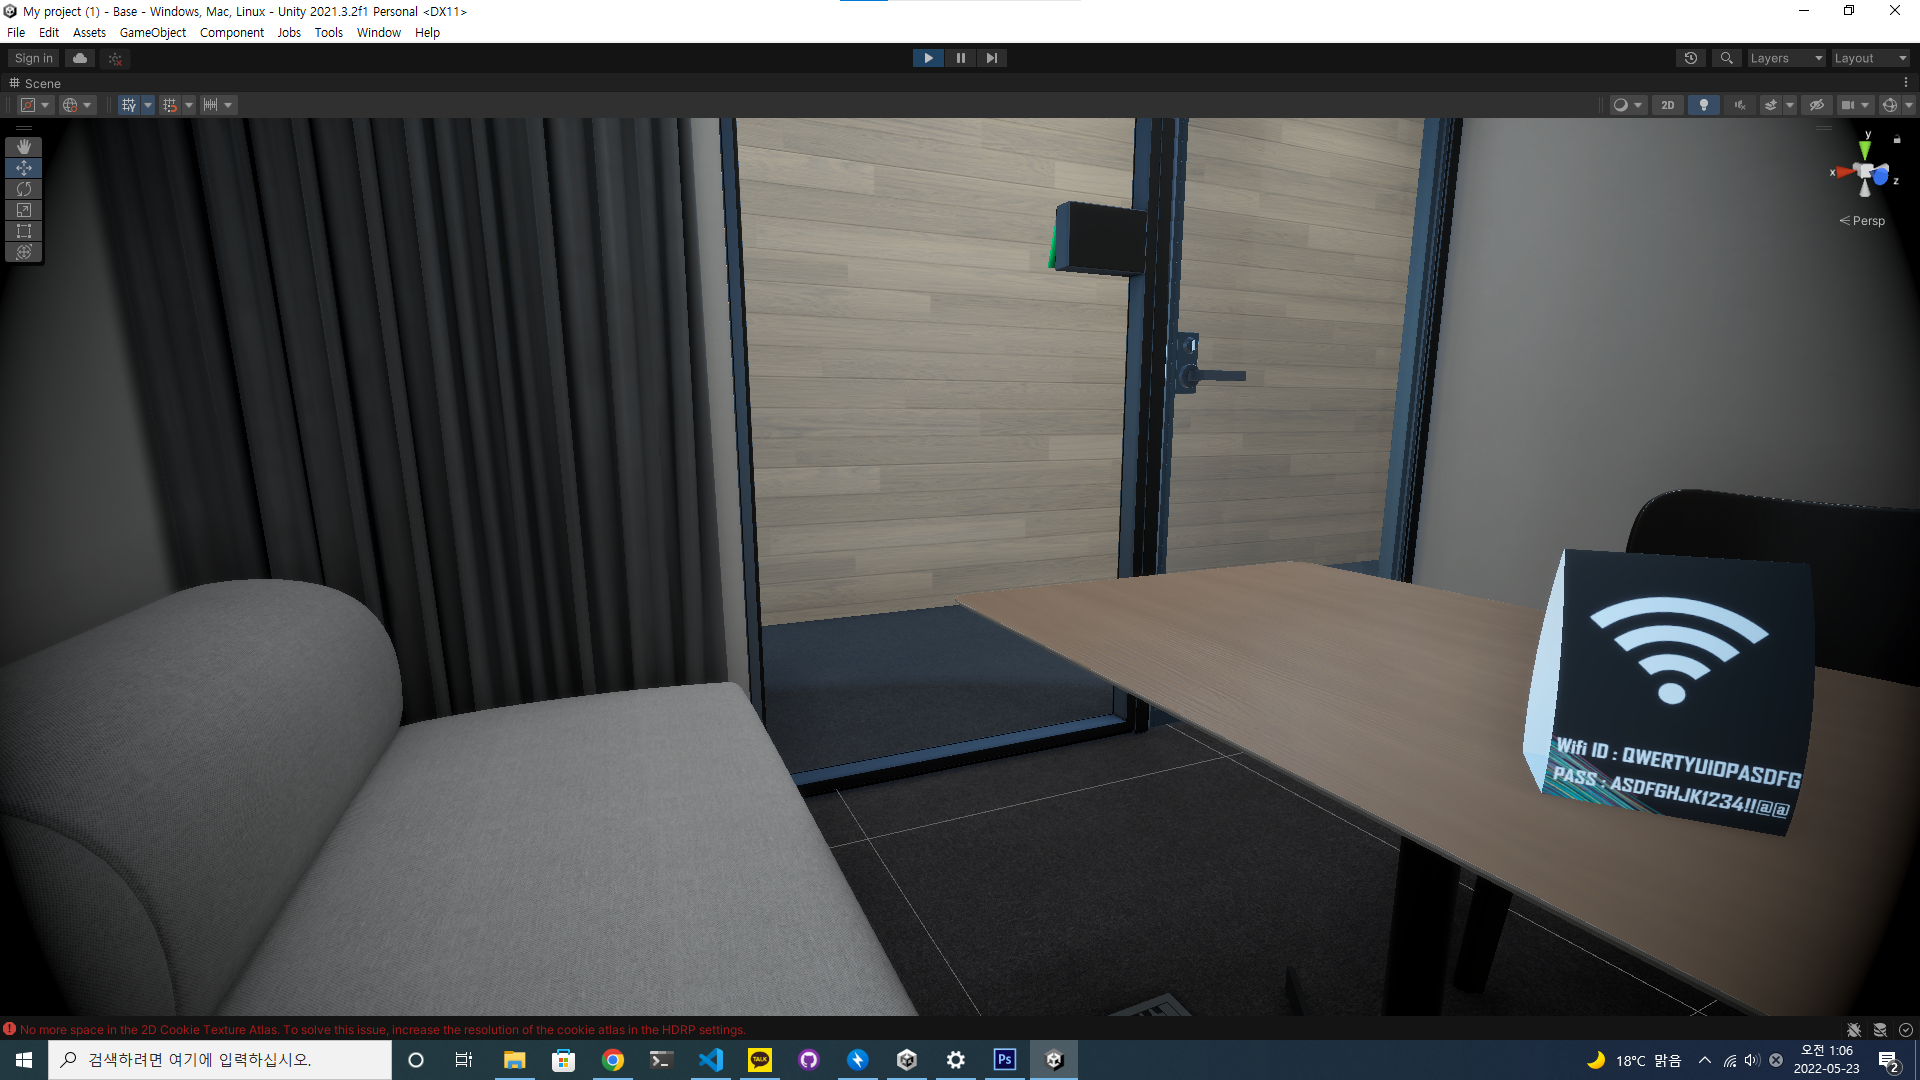 My project (1) - Base - Windows, Mac, Linux - Unity 2021.3.2f1 Personal <DX11>
File Edit Assets GameObject Component Jobs Tools Window Help
Sign in Layers Layout
Scene
2D
y
x z
Persp
Wifi ID : QWERTYUIOPASDFG
PASS : ASDFGHJK1234!!@@
No more space in the 2D Cookie Texture Atlas. To solve this issue, increase the resolution of the cookie atlas in the HDRP settings.
검색하려면 여기에 입력하십시오.
TALK
Ps
18°C 맑음
오전 1:06
2022-05-23
2